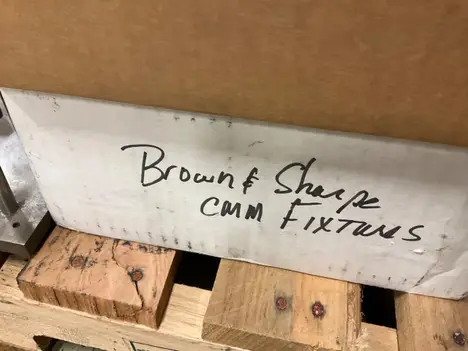 Brown & Sharpe
CMM Fixtures